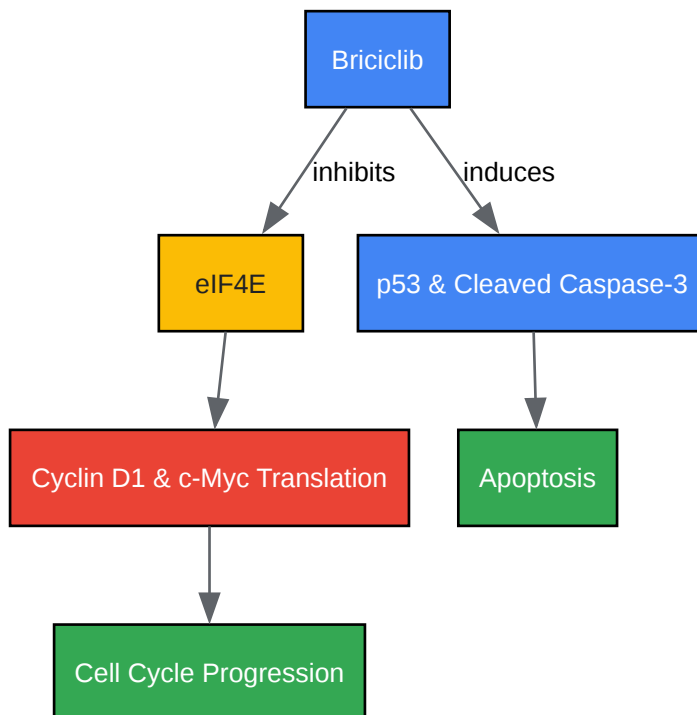 Briciclib
inhibits
induces
eIF4E
p53 & Cleaved Caspase-3
Cyclin D1 & c-Myc Translation
Apoptosis
Cell Cycle Progression